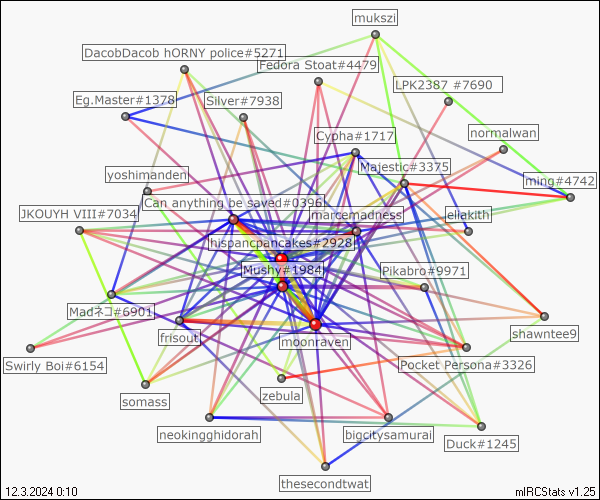 mukszi
DacobDacob hORNY police#5271
Fedora Stoat#4479
LPK2387 #7690
Eg.Master#1378
Silver#7938
Cypha#1717
normalwan
Majestic#3375
yoshimanden
ming#4742
Can anything be saved#0396
JKOUYH VIII#7034
marcemadness
eliakith
hispancpancakes#2928
Mushy#1984
Pikabro#9971
Madネコ#6901
frisout
moonraven
shawntee9
Swirly Boi#6154
Pocket Persona#3326
zebula
somass
neokingghidorah
bigcitysamurai
Duck#1245
thesecondtwat
12.3.2024 0:10
mIRCStats v1.25